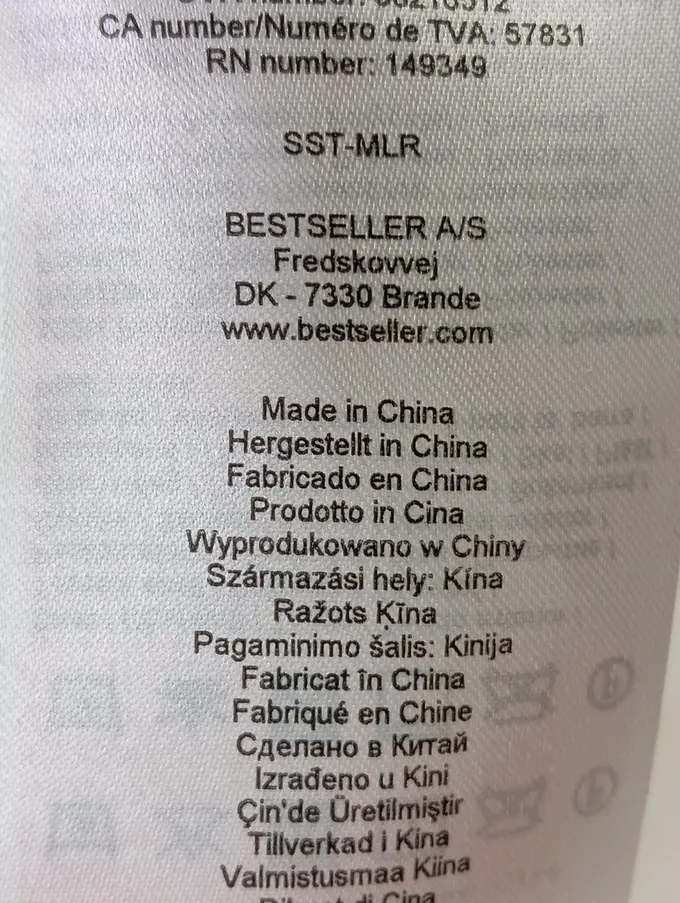 CA number/Numéro de TVA: 57831
RN number: 149349
SST-MLR
BESTSELLER A/S
Fredskovvej
DK - 7330 Brande
www.bestseller.com
Made in China
Hergestellt in China
Fabricado en China
Prodotto in Cina
Wyprodukowano w Chiny
Származási hely: Kína
Ražots Ķīna
Pagaminimo šalis: Kinija
Fabricat în China
Fabriqué en Chine
Сделано в Китай
Izrađeno u Kini
Çin'de Üretilmiştir
Tillverkad i Kina
Valmistusmaa Kiina